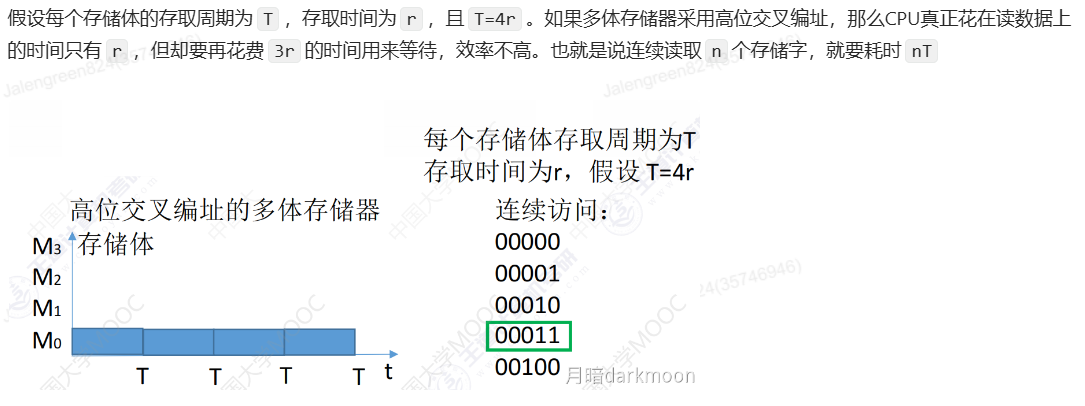 假设每个存储体的存取周期为 T ，存取时间为 r ，且 T=4r 。如果多体存储器采用高位交叉编址，那么CPU真正花在读数据上
的时间只有 r ，但却要再花费 3r 的时间用来等待，效率不高。也就是说连续读取 n 个存储字，就要耗时 nT
每个存储体存取周期为T
存取时间为r，假设 T=4r
高位交叉编址的多体存储器
存储体
M3
M2
M1
M0
T T T T t
连续访问：
00000
00001
00010
00011
00100
月暗darkmoon